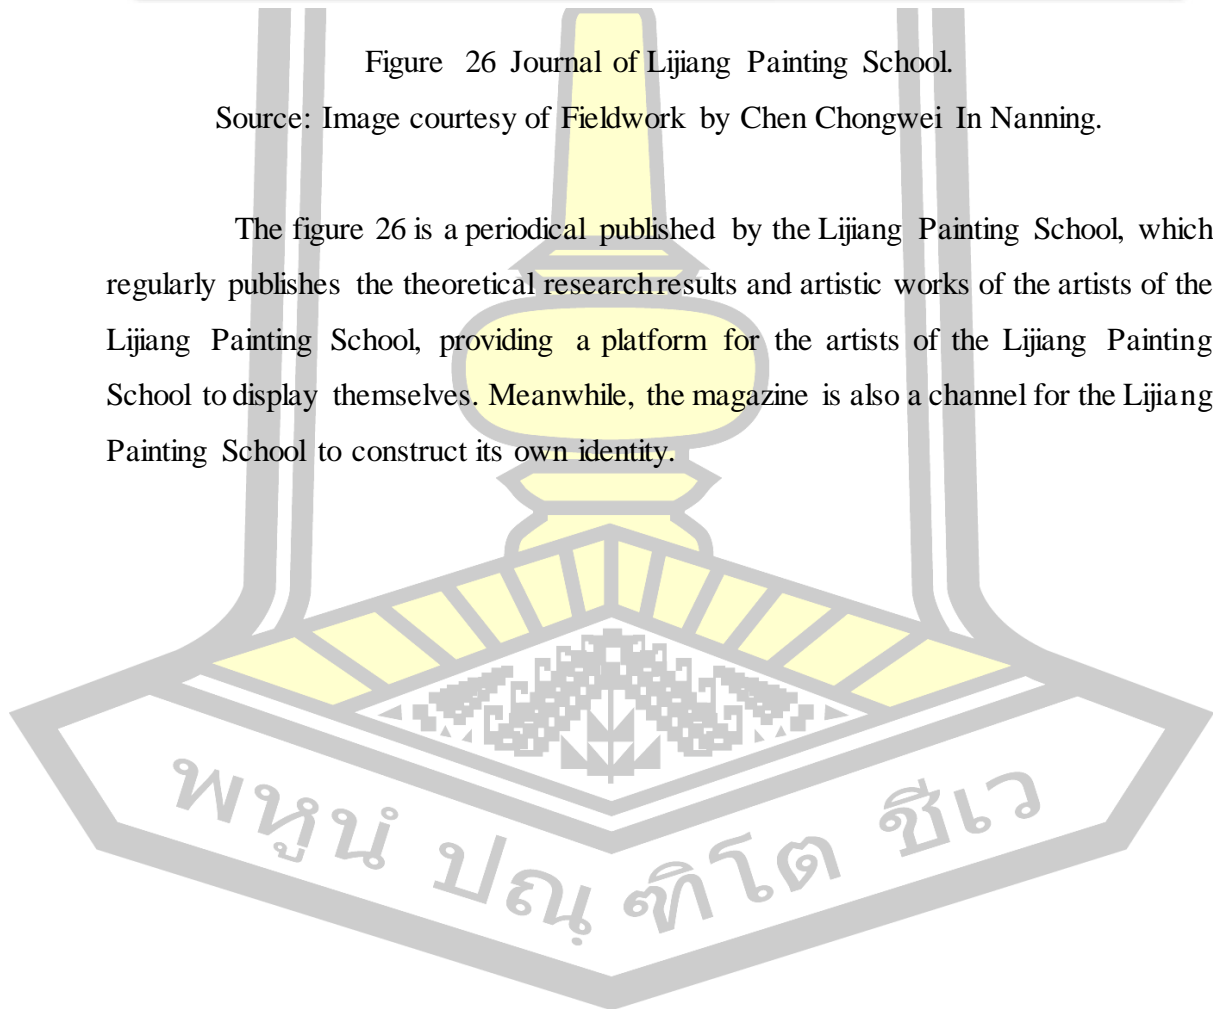 Figure 26 Journal of Lijiang Painting School.
Source: Image courtesy of Fieldwork by Chen Chongwei In Nanning.
The figure 26 is a periodical published by the Lijiang Painting School, which
regularly publishes the theoretical research results and artistic works of the artists of the
Lijiang Painting School, providing a platform for the artists of the Lijiang Painting
School to display themselves. Meanwhile, the magazine is also a channel for the Lijiang
Painting School to construct its own identity.
พหูนํ ปณฺฑิโต ชีเว